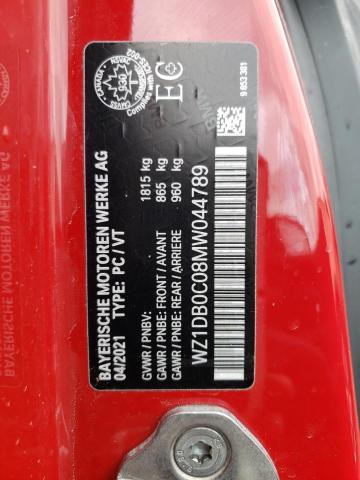 BAYERISCHE MOTOREN WERKE AG
04/2021 TYPE: PC/VT
GVWR / PNBV: 1815 kg
GAWR / PNBE: FRONT / AVANT 865 kg
GAWR / PNBE: REAR / ARRIERE 960 kg
WZ1DB0C08MW044789
930
EC
9 853 381